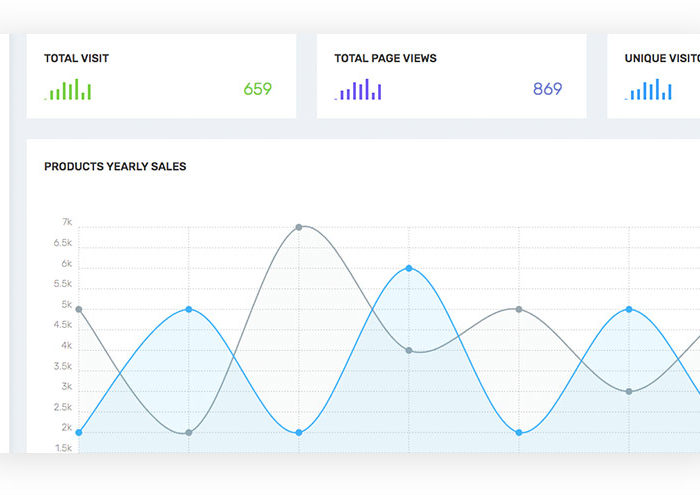 TOTAL VISIT
659
TOTAL PAGE VIEWS
869
UNIQUE VISITO
PRODUCTS YEARLY SALES
7k
6.5k
6k
5.5k
5k
4.5k
4k
3.5k
3k
2.5k
2k
1.5k